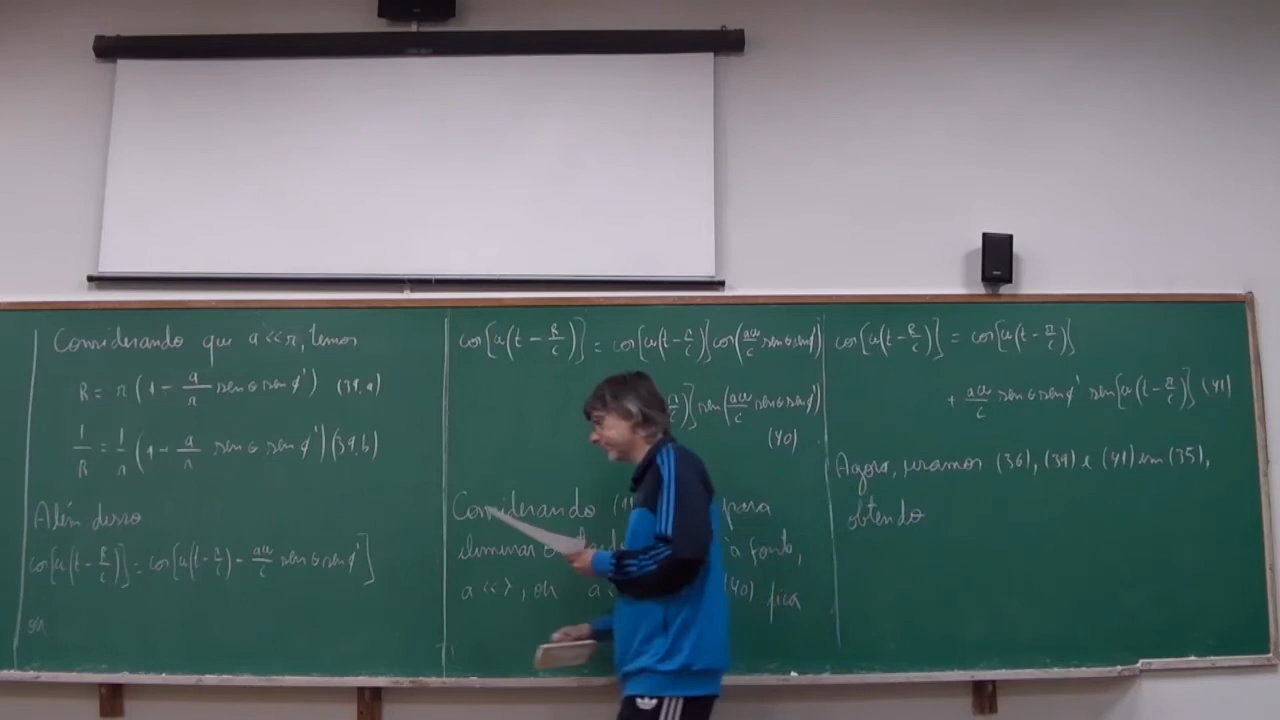 Considerando que a<<r, temos
R = r (1 - a/r sen θ sen φ') (39.a)
1/R = 1/r (1 + a/r sen θ sen φ') (39.b)
Além disso
cos[ω(t - R/c)] = cos[ω(t - r/c) + aω/c sen θ sen φ']
ou
cos[ω(t - R/c)] = cos[ω(t - r/c)] cos(aω/c sen θ sen φ')
r/c)] sen(aω/c sen θ sen φ')
(40)
Considerando para
eliminar à fonte,
a << λ, ou a (40) fica
cos[ω(t - R/c)] = cos[ω(t - r/c)]
+ aω/c sen θ sen φ' sen[ω(t - r/c)] (41)
Agora, usamos (36), (39) e (41) em (35),
obtendo